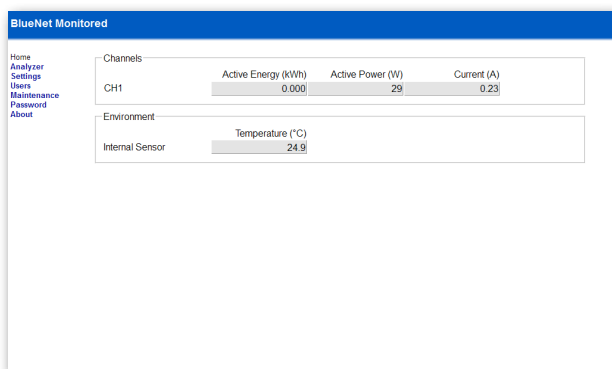 BlueNet Monitored
Home
Analyzer
Settings
Users
Maintenance
Password
About
Channels
Active Energy (kWh) Active Power (W) Current (A)
CH1 0.000 29 0.23
Environment
Temperature (°C)
Internal Sensor 24.9